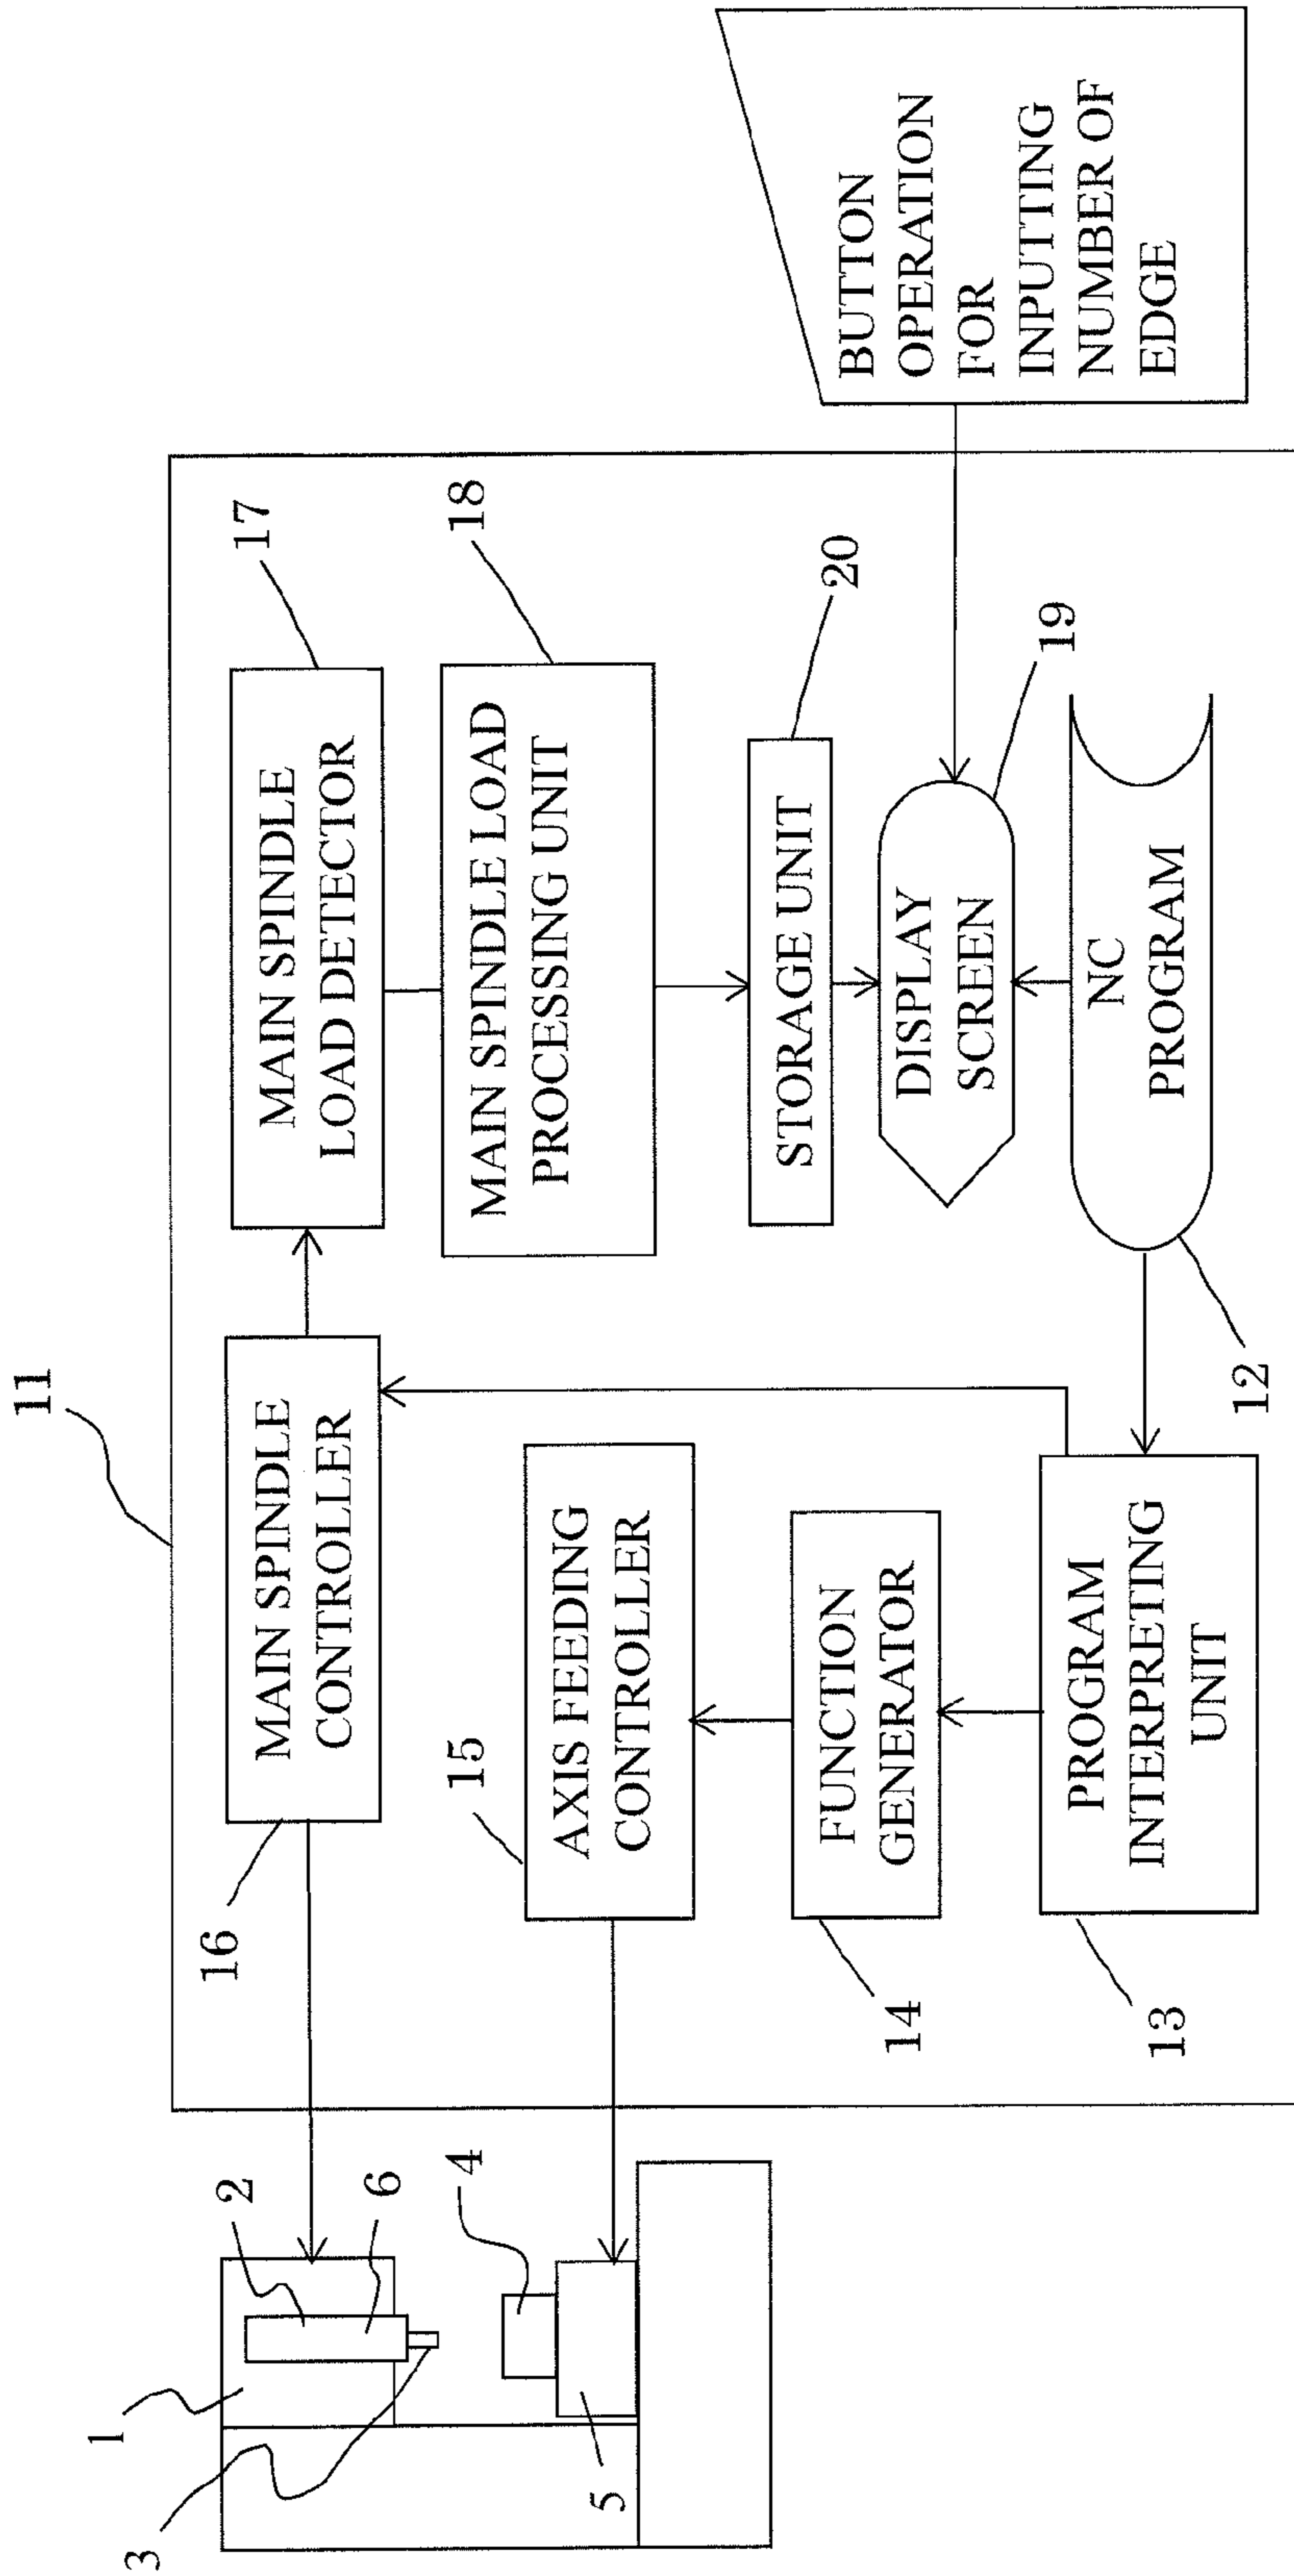 11
16
MAIN SPINDLE
CONTROLLER
17
MAIN SPINDLE
LOAD DETECTOR
18
MAIN SPINDLE LOAD
PROCESSING UNIT
15
AXIS FEEDING
CONTROLLER
20
STORAGE UNIT
14
FUNCTION
GENERATOR
19
DISPLAY
SCREEN
13
PROGRAM
INTERPRETING
UNIT
12
NC
PROGRAM
BUTTON
OPERATION
FOR
INPUTTING
NUMBER OF
EDGE
1
2
6
3
4
5